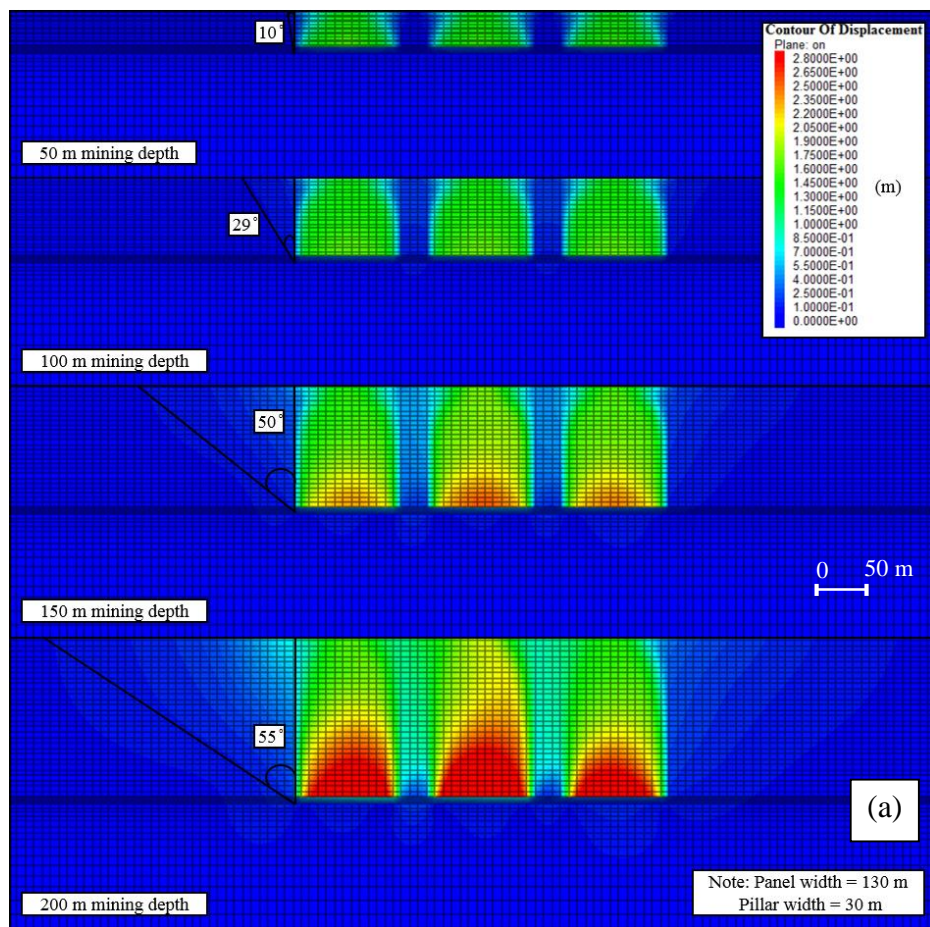 10°
Contour Of Displacement
Plane: on
2.8000E+00
2.6500E+00
2.5000E+00
2.3500E+00
2.2000E+00
2.0500E+00
1.9000E+00
1.7500E+00
1.6000E+00
1.4500E+00
1.3000E+00
1.1500E+00
1.0000E+00
8.5000E-01
7.0000E-01
5.5000E-01
4.0000E-01
2.5000E-01
1.0000E-01
0.0000E+00
(m)
50 m mining depth
29°
100 m mining depth
50°
0 50 m
150 m mining depth
55°
(a)
Note: Panel width = 130 m
Pillar width = 30 m
200 m mining depth